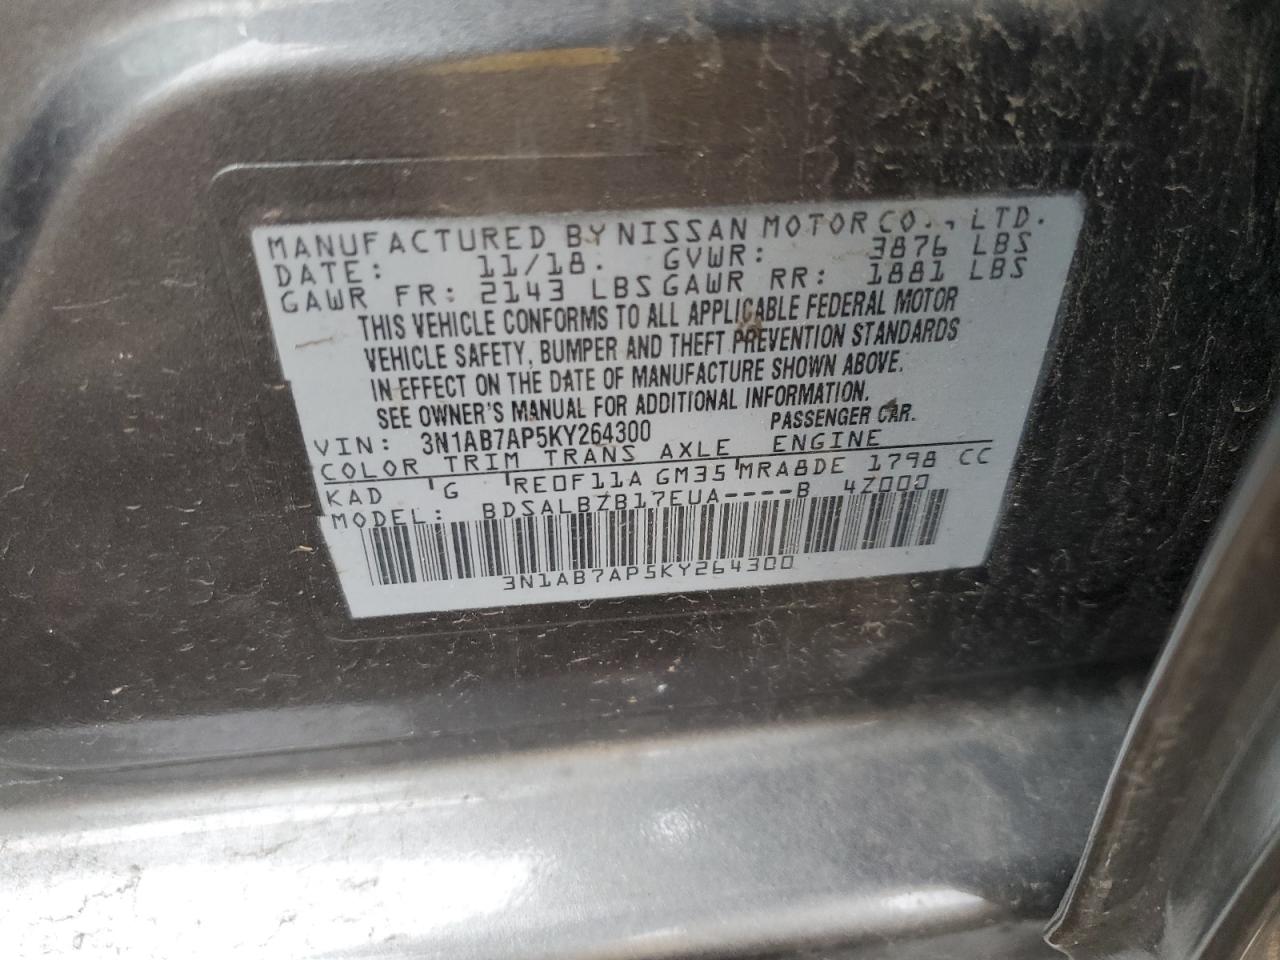 MANUFACTURED BY NISSAN MOTOR CO., LTD.
DATE: 11/18. GVWR: 3876 LBS
GAWR FR: 2143 LBS GAWR RR: 1881 LBS
THIS VEHICLE CONFORMS TO ALL APPLICABLE FEDERAL MOTOR
VEHICLE SAFETY, BUMPER AND THEFT PREVENTION STANDARDS
IN EFFECT ON THE DATE OF MANUFACTURE SHOWN ABOVE.
SEE OWNER'S MANUAL FOR ADDITIONAL INFORMATION.
VIN: 3N1AB7AP5KY264300 PASSENGER CAR.
COLOR TRIM TRANS AXLE ENGINE
KAD G RE0F11A GM35 MRA8DE 1798 CC
MODEL: BDSALBZB17EUA----B 4Z000
3N1AB7AP5KY264300